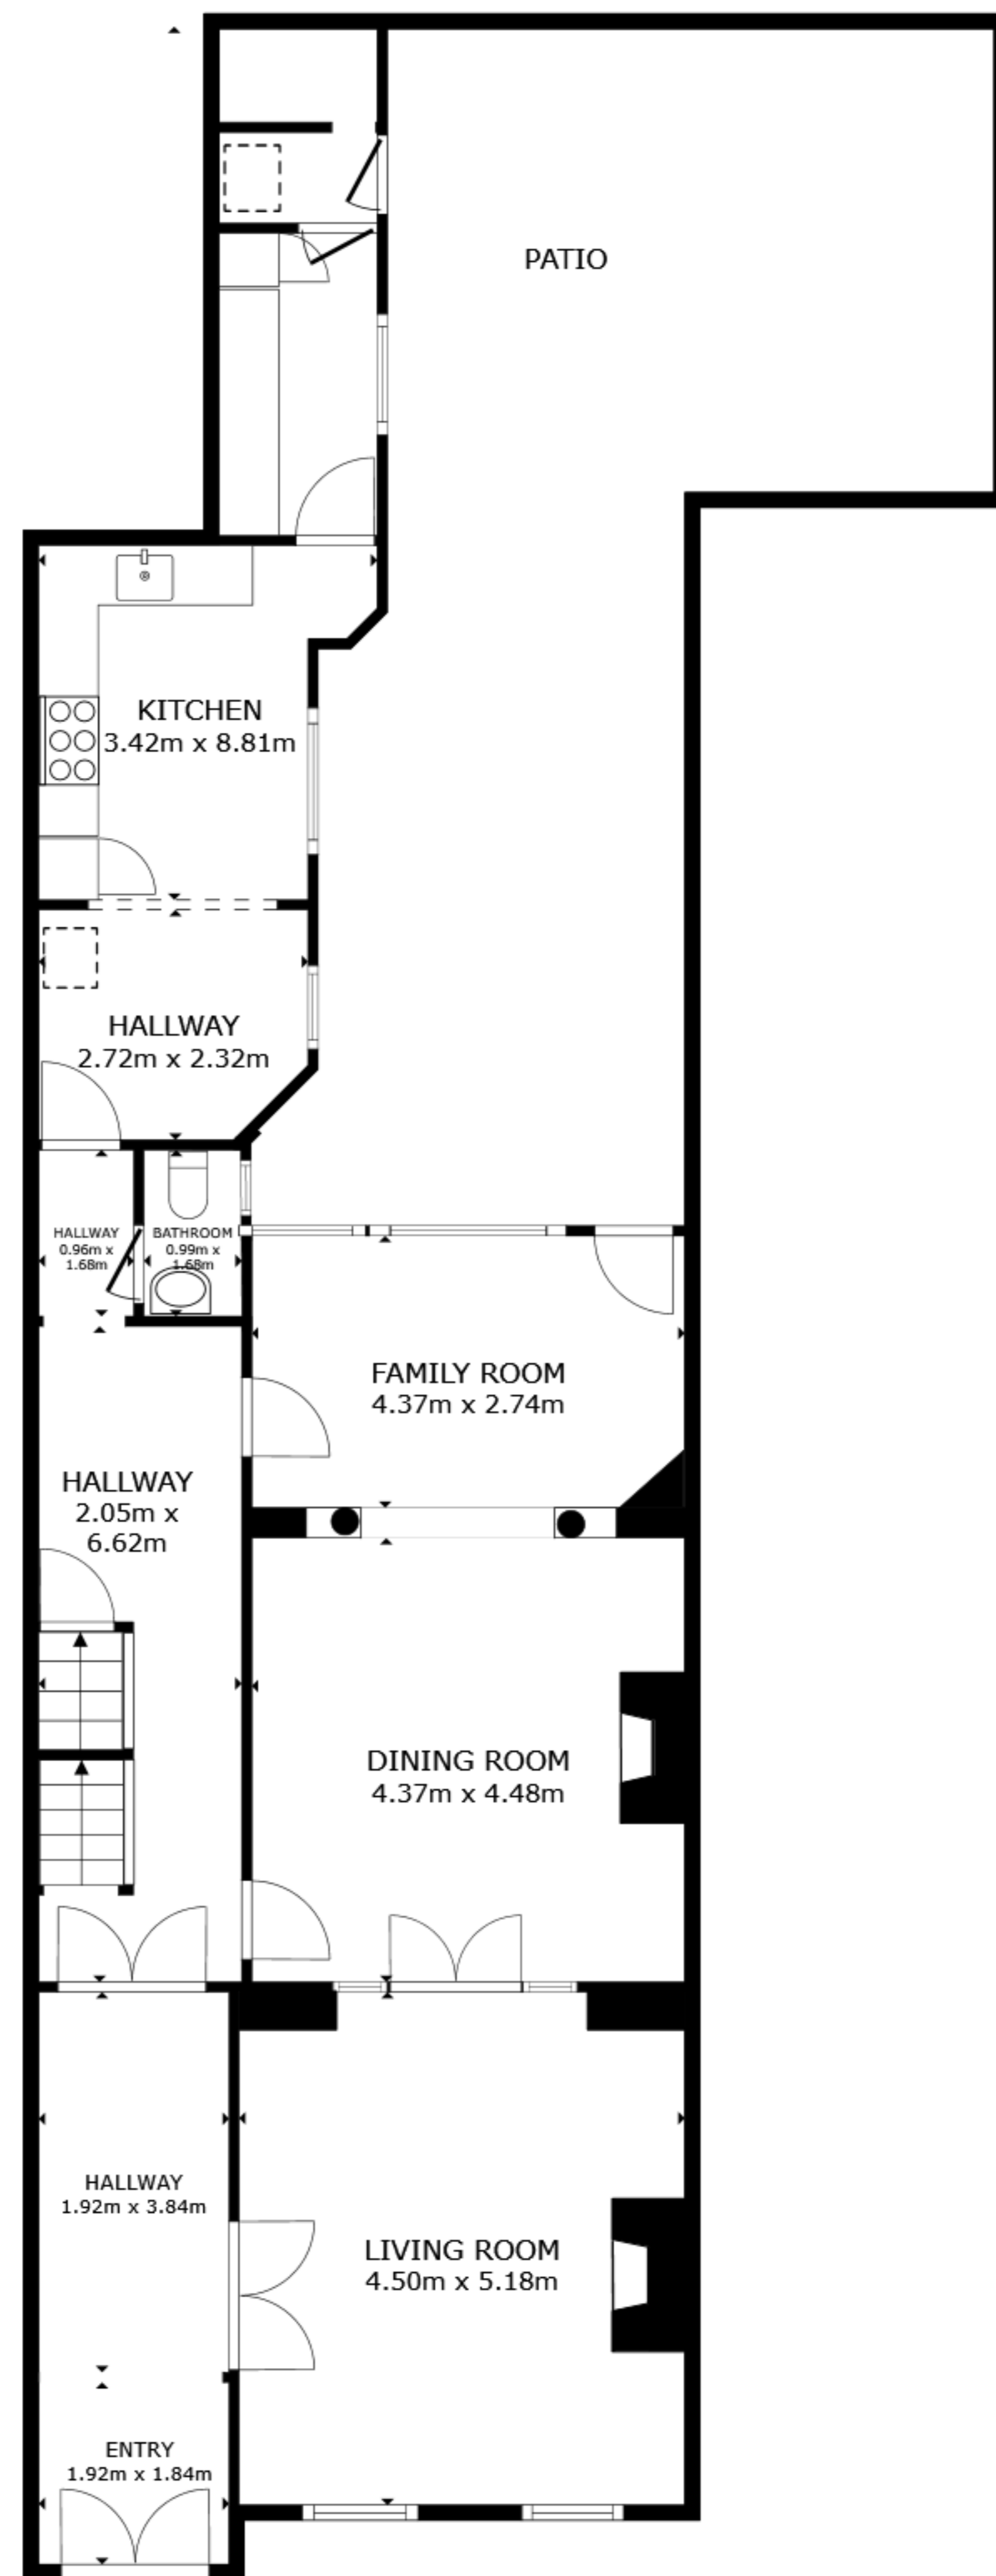 PATIO
KITCHEN
3.42m x 8.81m
HALLWAY
2.72m x 2.32m
HALLWAY
0.96m x
1.68m
BATHROOM
0.99m x
1.68m
FAMILY ROOM
4.37m x 2.74m
HALLWAY
2.05m x
6.62m
DINING ROOM
4.37m x 4.48m
HALLWAY
1.92m x 3.84m
LIVING ROOM
4.50m x 5.18m
ENTRY
1.92m x 1.84m